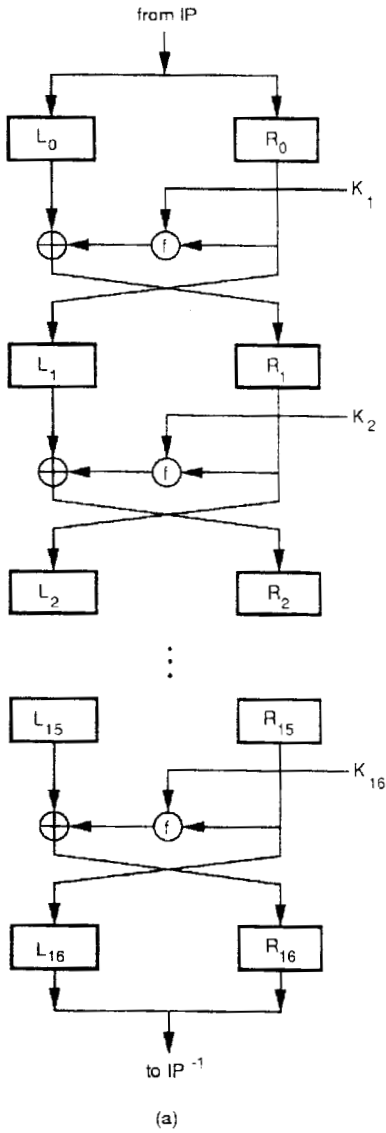 from IP
L₀ R₀
K₁
f
L₁ R₁
K₂
f
L₂ R₂
⋮
L₁₅ R₁₅
K₁₆
f
L₁₆ R₁₆
to IP⁻¹
(a)